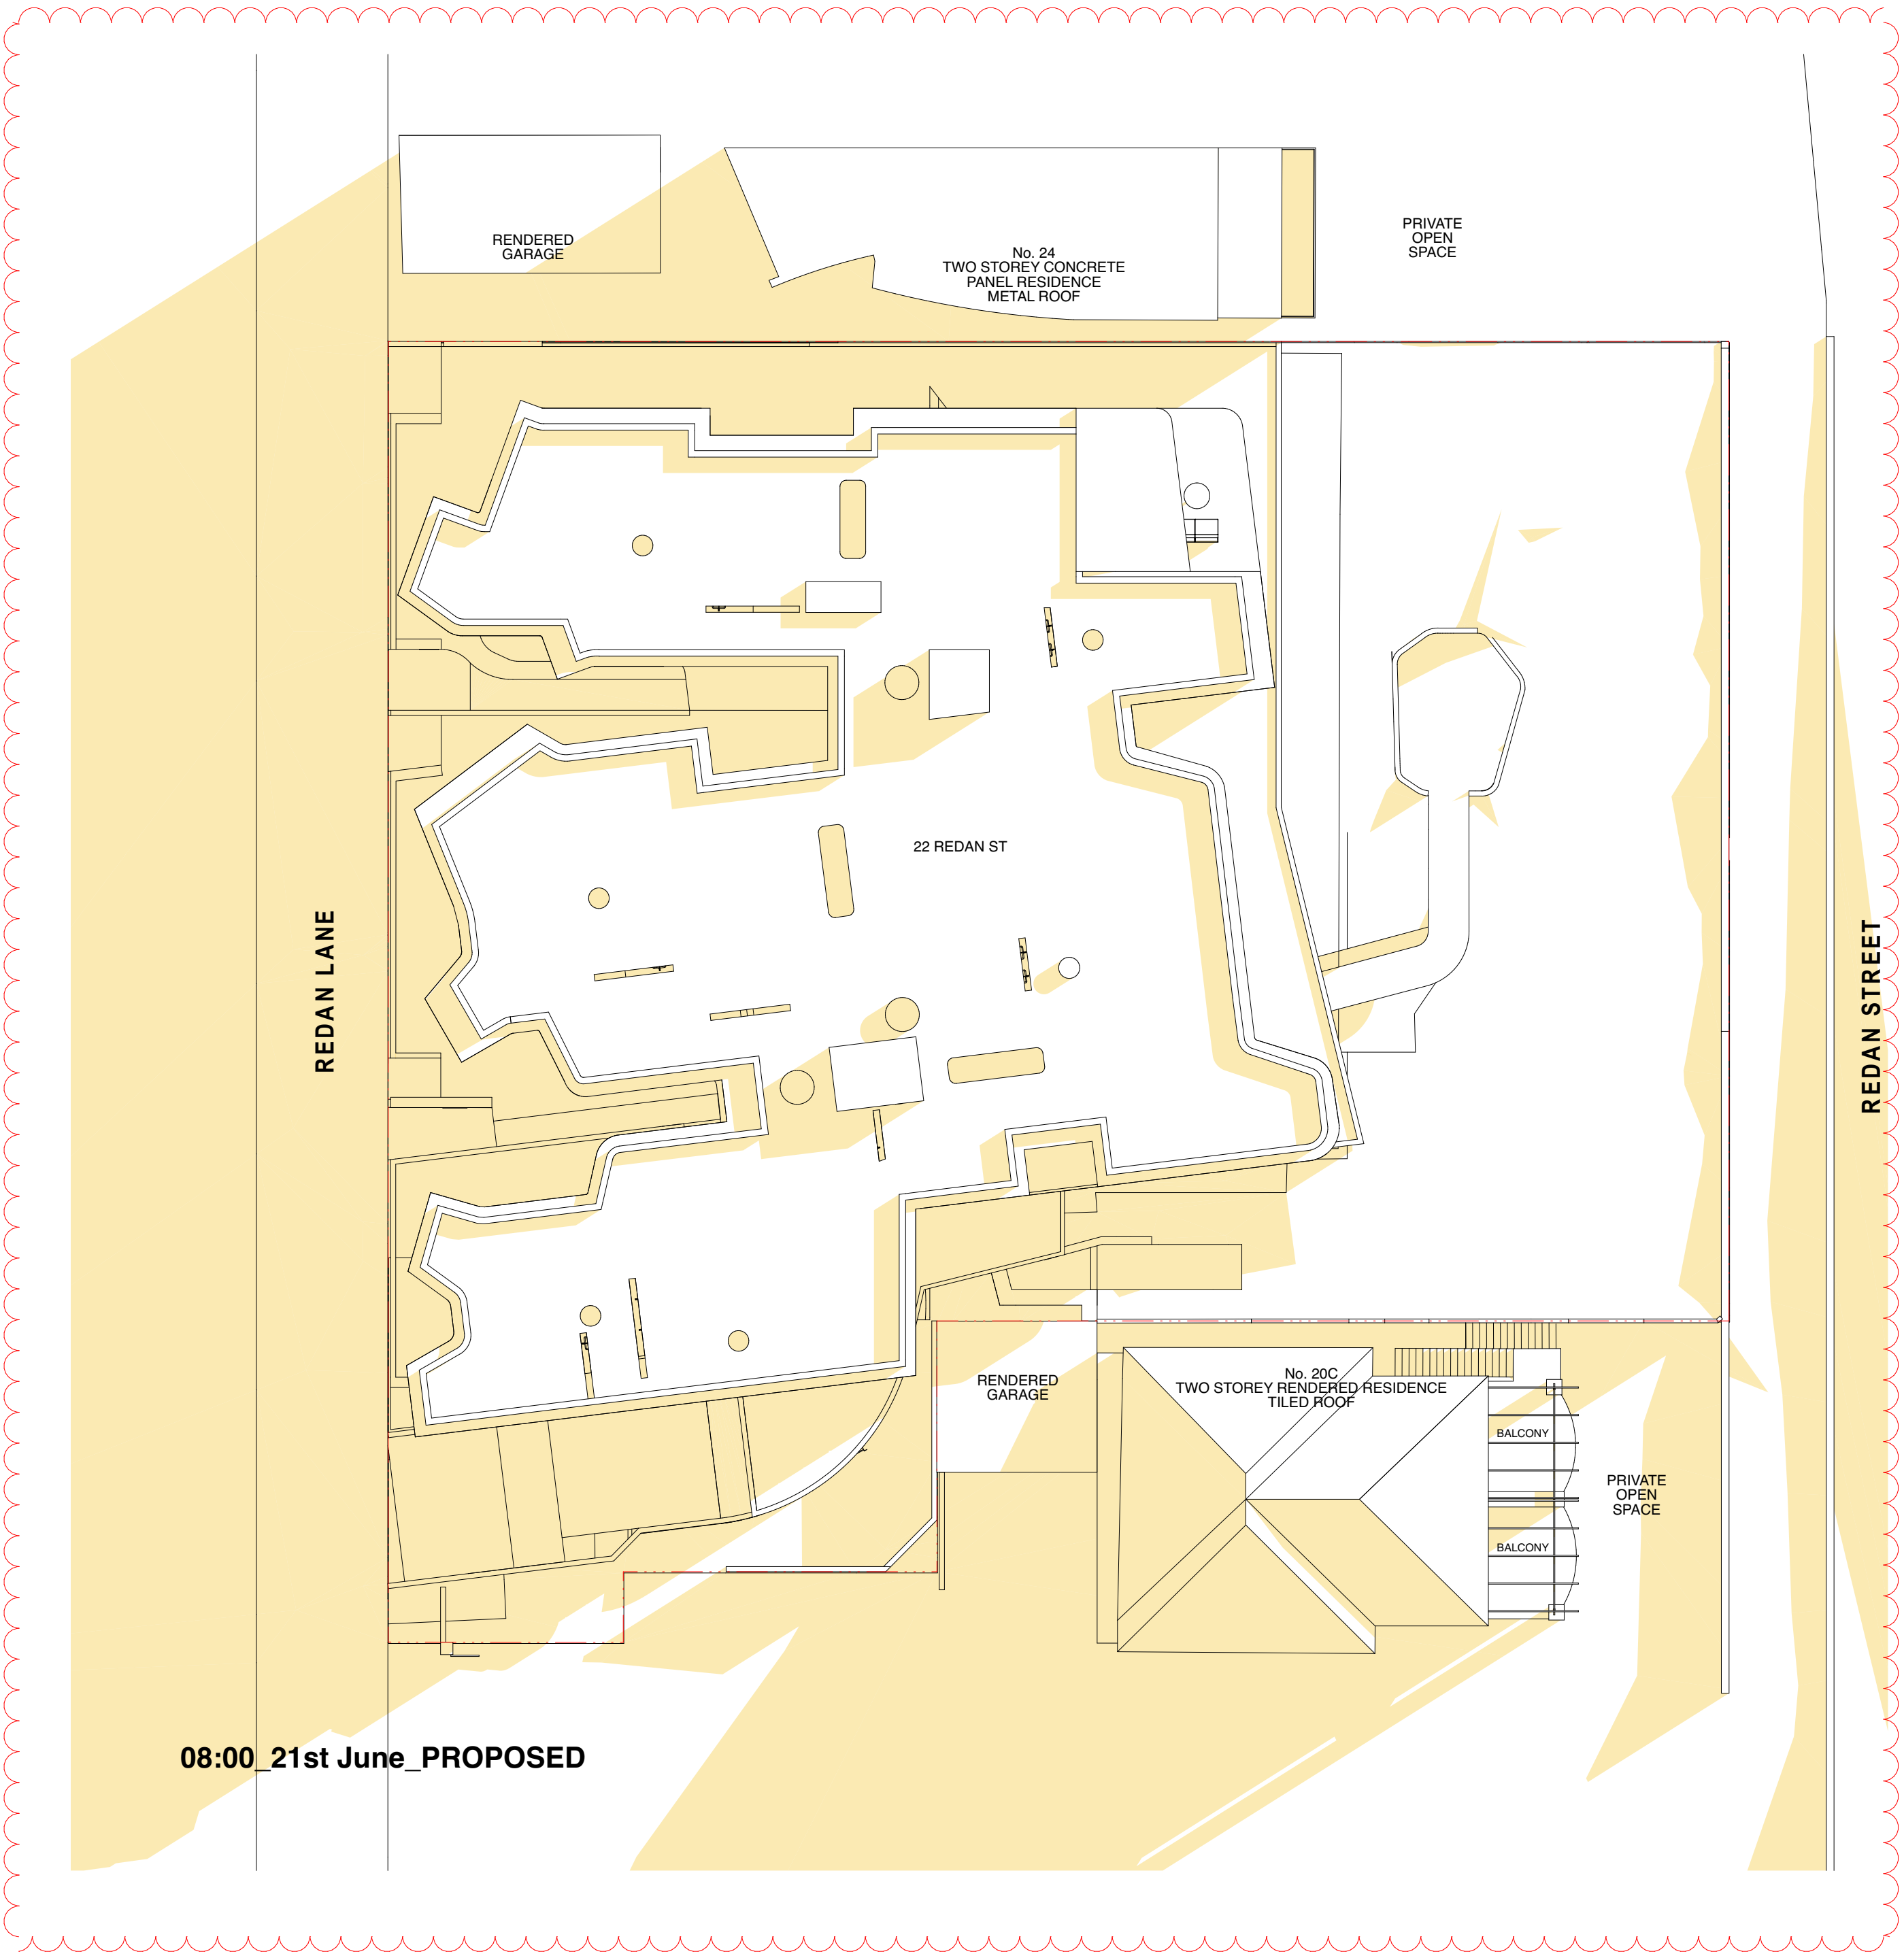 RENDERED
GARAGE
No. 24
TWO STOREY CONCRETE
PANEL RESIDENCE
METAL ROOF
PRIVATE
OPEN
SPACE
22 REDAN ST
REDAN LANE
REDAN STREET
RENDERED
GARAGE
No. 20C
TWO STOREY RENDERED RESIDENCE
TILED ROOF
BALCONY
BALCONY
PRIVATE
OPEN
SPACE
08:00_21st June_PROPOSED